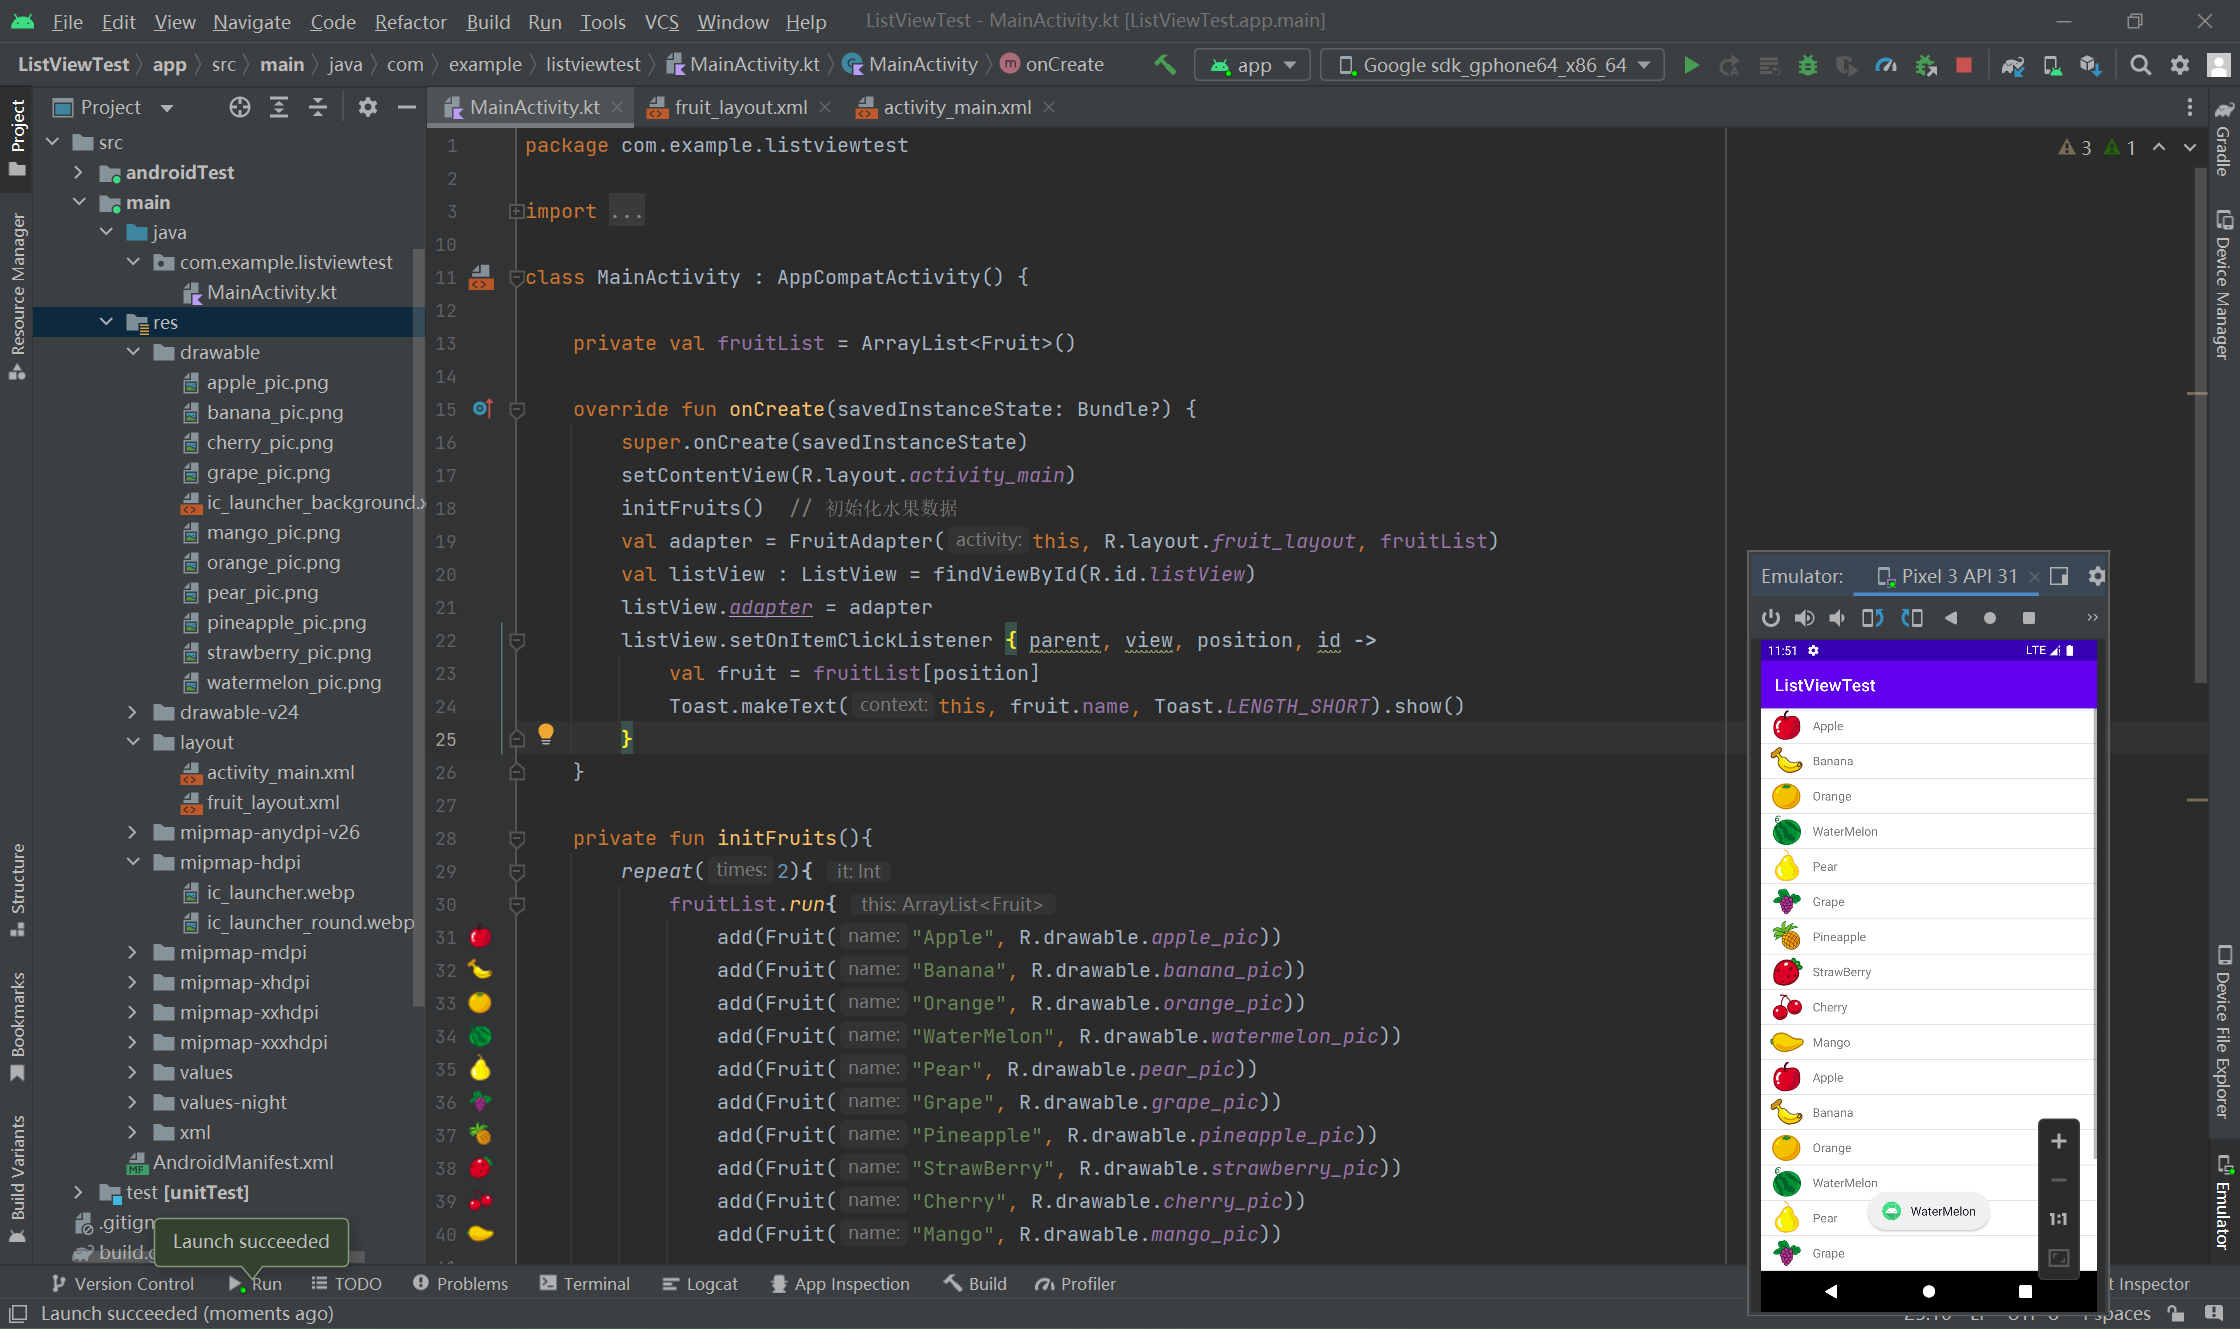 File Edit View Navigate Code Refactor Build Run Tools VCS Window Help ListViewTest - MainActivity.kt [ListViewTest.app.main]
ListViewTest app src main java com example listviewtest MainActivity.kt MainActivity onCreate app Google sdk_gphone64_x86_64
Project
MainActivity.kt fruit_layout.xml activity_main.xml
Project
Resource Manager
Structure
Bookmarks
Build Variants
src
androidTest
main
java
com.example.listviewtest
MainActivity.kt
res
drawable
apple_pic.png
banana_pic.png
cherry_pic.png
grape_pic.png
ic_launcher_background.x
mango_pic.png
orange_pic.png
pear_pic.png
pineapple_pic.png
strawberry_pic.png
watermelon_pic.png
drawable-v24
layout
activity_main.xml
fruit_layout.xml
mipmap-anydpi-v26
mipmap-hdpi
ic_launcher.webp
ic_launcher_round.webp
mipmap-mdpi
mipmap-xhdpi
mipmap-xxhdpi
mipmap-xxxhdpi
values
values-night
xml
AndroidManifest.xml
test [unitTest]
.gitign
build.g
Launch succeeded
3 1
1 package com.example.listviewtest
2
3 import ...
10
11 class MainActivity : AppCompatActivity() {
12
13 private val fruitList = ArrayList<Fruit>()
14
15 override fun onCreate(savedInstanceState: Bundle?) {
16 super.onCreate(savedInstanceState)
17 setContentView(R.layout.activity_main)
18 initFruits() // 初始化水果数据
19 val adapter = FruitAdapter( activity: this, R.layout.fruit_layout, fruitList)
20 val listView : ListView = findViewById(R.id.listView)
21 listView.adapter = adapter
22 listView.setOnItemClickListener { parent, view, position, id ->
23 val fruit = fruitList[position]
24 Toast.makeText( context: this, fruit.name, Toast.LENGTH_SHORT).show()
25 }
26 }
27
28 private fun initFruits(){
29 repeat( times: 2){ it: Int
30 fruitList.run{ this: ArrayList<Fruit>
31 add(Fruit( name: "Apple", R.drawable.apple_pic))
32 add(Fruit( name: "Banana", R.drawable.banana_pic))
33 add(Fruit( name: "Orange", R.drawable.orange_pic))
34 add(Fruit( name: "WaterMelon", R.drawable.watermelon_pic))
35 add(Fruit( name: "Pear", R.drawable.pear_pic))
36 add(Fruit( name: "Grape", R.drawable.grape_pic))
37 add(Fruit( name: "Pineapple", R.drawable.pineapple_pic))
38 add(Fruit( name: "StrawBerry", R.drawable.strawberry_pic))
39 add(Fruit( name: "Cherry", R.drawable.cherry_pic))
40 add(Fruit( name: "Mango", R.drawable.mango_pic))
Emulator: Pixel 3 API 31
11:51 LTE
ListViewTest
Apple
Banana
Orange
WaterMelon
Pear
Grape
Pineapple
StrawBerry
Cherry
Mango
Apple
Banana
Orange
WaterMelon
Pear
Grape
WaterMelon
1:1
Gradle
Device Manager
Device File Explorer
Emulator
Version Control Run TODO Problems Terminal Logcat App Inspection Build Profiler t Inspector
Launch succeeded (moments ago)